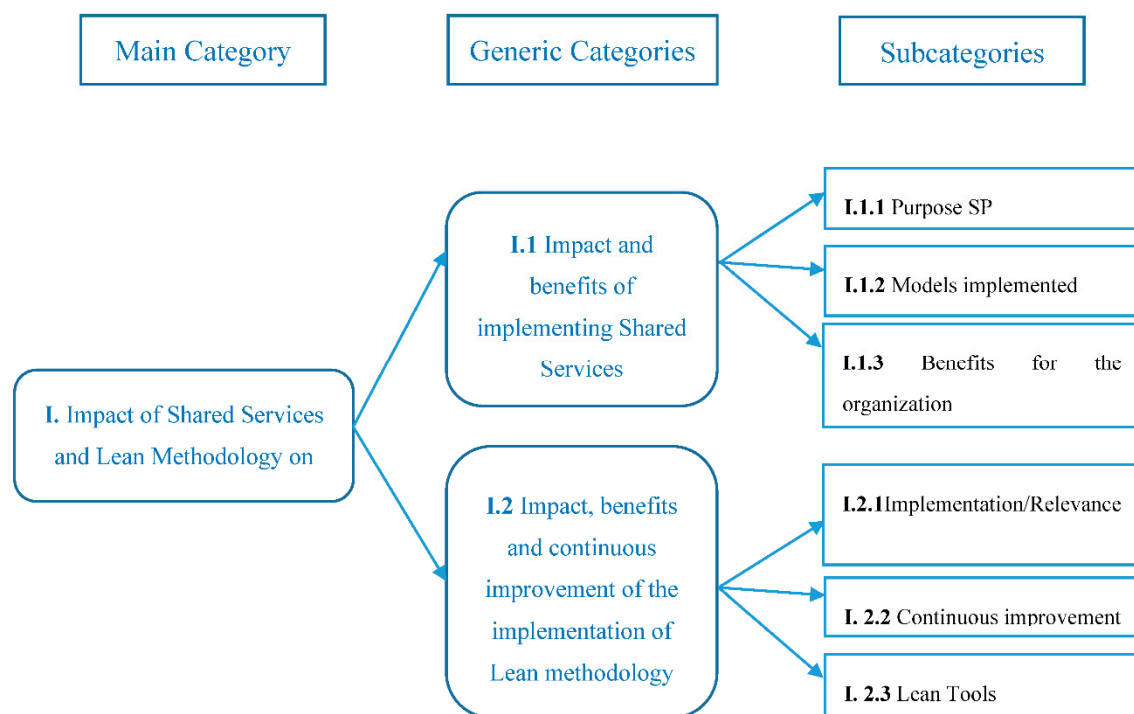 Main Category
Generic Categories
Subcategories
I. Impact of Shared Services
and Lean Methodology on
I.1 Impact and
benefits of
implementing Shared
Services
I.1.1 Purpose SP
I.1.2 Models implemented
I.1.3 Benefits for the
organization
I.2 Impact, benefits
and continuous
improvement of the
implementation of
Lean methodology
I.2.1Implementation/Relevance
I. 2.2 Continuous improvement
I. 2.3 Lean Tools